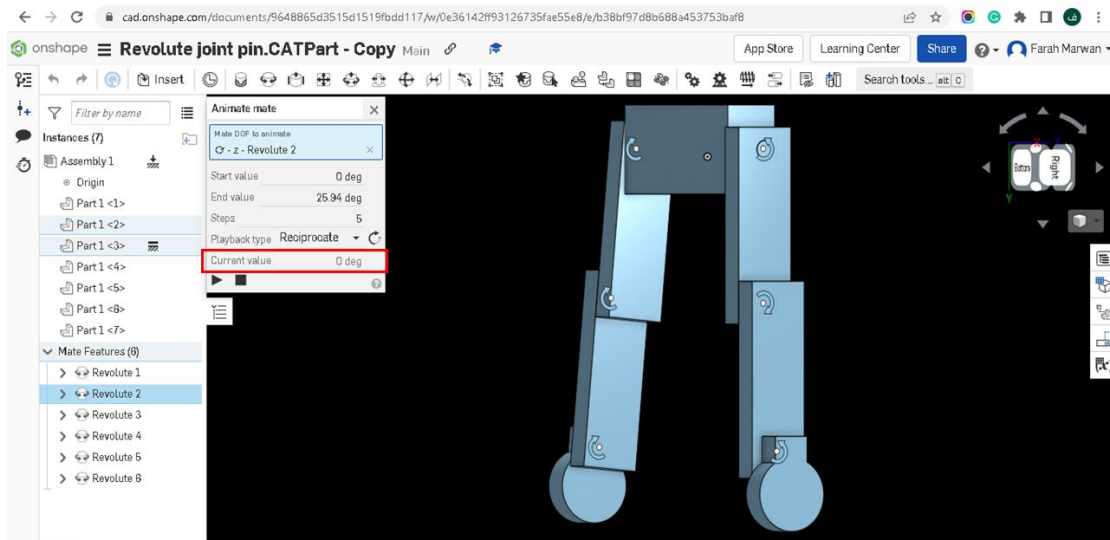 cad.onshape.com/documents/9648865d3515d1519fbdd117/w/0e36142ff93126735fae55e8/e/b38bf97d8b688a453753baf8
onshape Revolute joint pin.CATPart - Copy Main App Store Learning Center Share Farah Marwan
Insert Search tools... alt C
Filter by name
Instances (7)
Assembly 1
Origin
Part 1 <1>
Part 1 <2>
Part 1 <3>
Part 1 <4>
Part 1 <5>
Part 1 <6>
Part 1 <7>
Mate Features (6)
Revolute 1
Revolute 2
Revolute 3
Revolute 4
Revolute 5
Revolute 6
Animate mate
Mate DOF to animate
- z - Revolute 2
Start value 0 deg
End value 25.94 deg
Steps 5
Playback type Reciprocate
Current value 0 deg
X Z
Bottom Right
Y